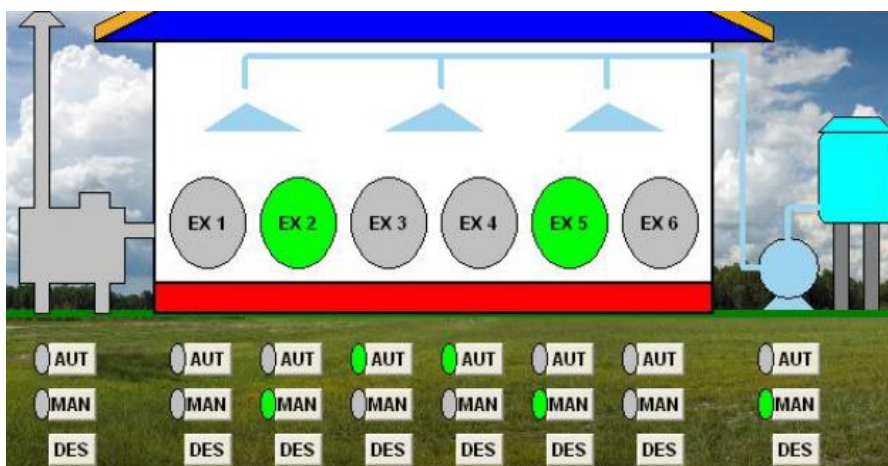 EX 1 EX 2 EX 3 EX 4 EX 5 EX 6
AUT AUT AUT AUT AUT AUT AUT AUT
MAN MAN MAN MAN MAN MAN MAN MAN
DES DES DES DES DES DES DES DES